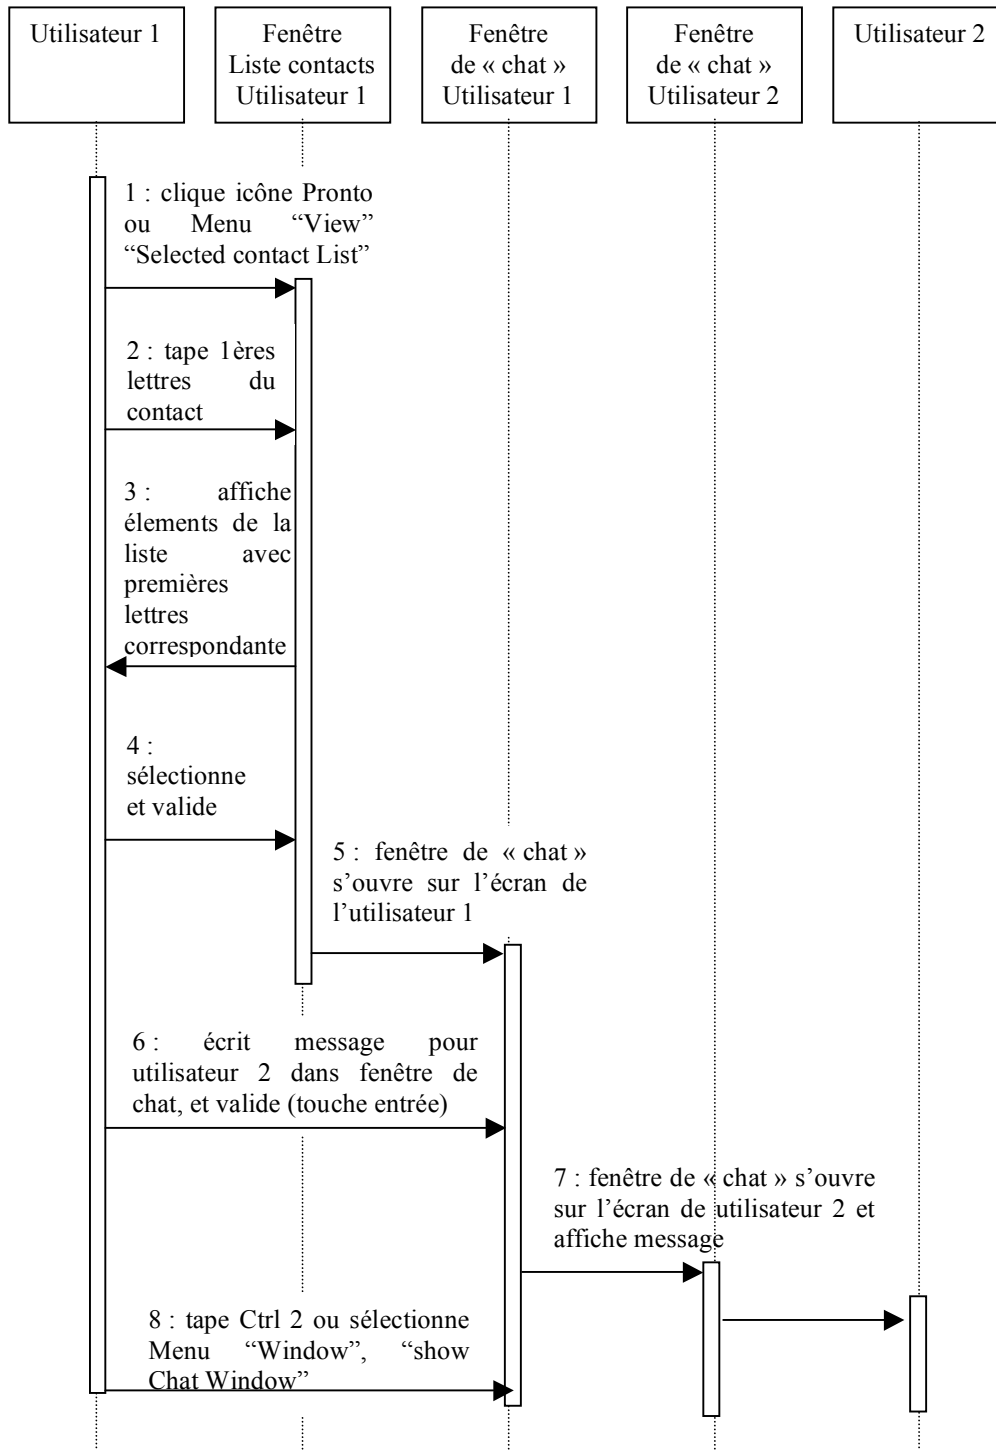 Utilisateur 1
Fenêtre
Liste contacts
Utilisateur 1
Fenêtre
de « chat »
Utilisateur 1
Fenêtre
de « chat »
Utilisateur 2
Utilisateur 2
1 : clique icône Pronto
ou Menu “View”
“Selected contact List”
2 : tape 1ères
lettres du
contact
3 : affiche
élements de la
liste avec
premières
lettres
correspondante
4 :
sélectionne
et valide
5 : fenêtre de « chat »
s’ouvre sur l’écran de
l’utilisateur 1
6 : écrit message pour
utilisateur 2 dans fenêtre de
chat, et valide (touche entrée)
7 : fenêtre de « chat » s’ouvre
sur l’écran de utilisateur 2 et
affiche message
8 : tape Ctrl 2 ou sélectionne
Menu “Window”, “show
Chat Window”